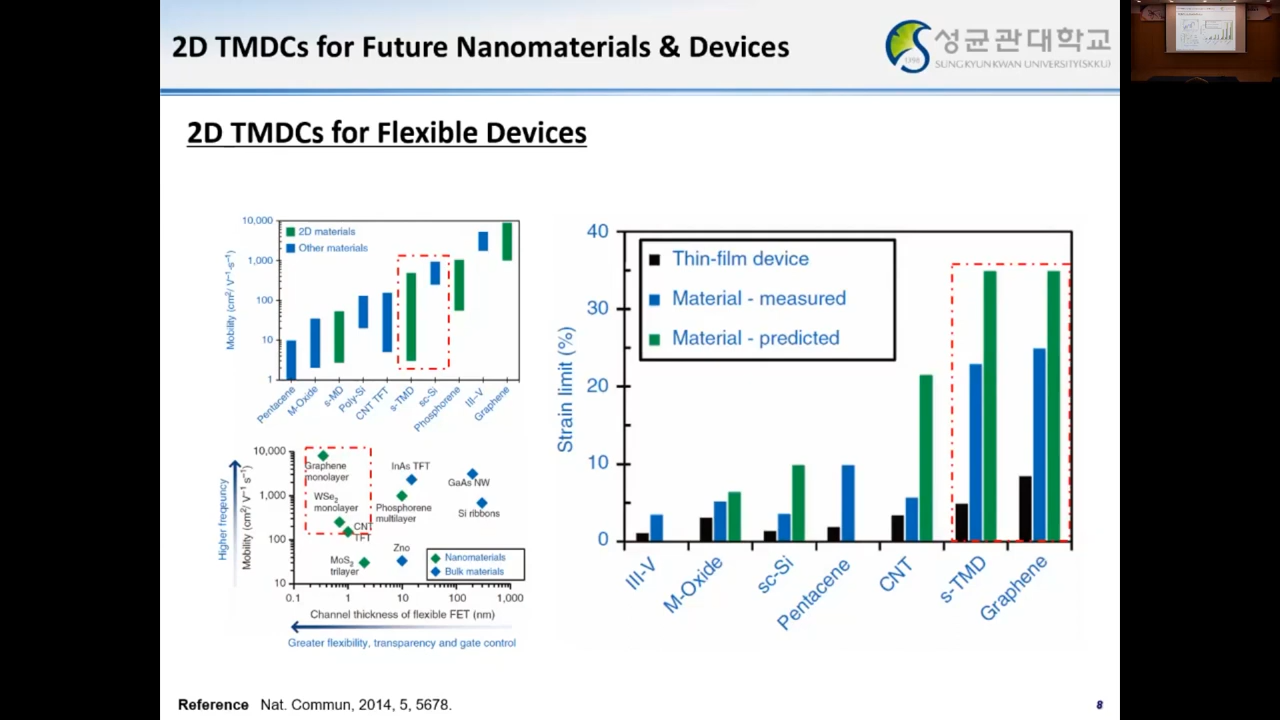 2D TMDCs for Future Nanomaterials & Devices
성균관대학교
1398
SUNGKYUNKWAN UNIVERSITY(SKKU)
2D TMDCs for Flexible Devices
Mobility (cm²/ V⁻¹·s⁻¹)
10,000
1,000
100
10
1
2D materials
Other materials
Pentacene
M-Oxide
s-MD
Poly-Si
CNT TFT
s-TMD
sc-Si
Phosphorene
III–V
Graphene
Higher freqeuncy
Mobility (cm²/ V⁻¹ s⁻¹)
10,000
1,000
100
10
Graphene
monolayer
WSe₂
monolayer
CNT
TFT
MoS₂
trilayer
InAs TFT
Phosphorene
multilayer
Zno
GaAs NW
Si ribbons
Nanomaterials
Bulk materials
0.1
1
10
100
1,000
Channel thickness of flexible FET (nm)
Greater flexibility, transparency and gate control
Strain limit (%)
40
30
20
10
0
Thin-film device
Material - measured
Material - predicted
III-V
M-Oxide
sc-Si
Pentacene
CNT
s-TMD
Graphene
Reference Nat. Commun, 2014, 5, 5678.
8